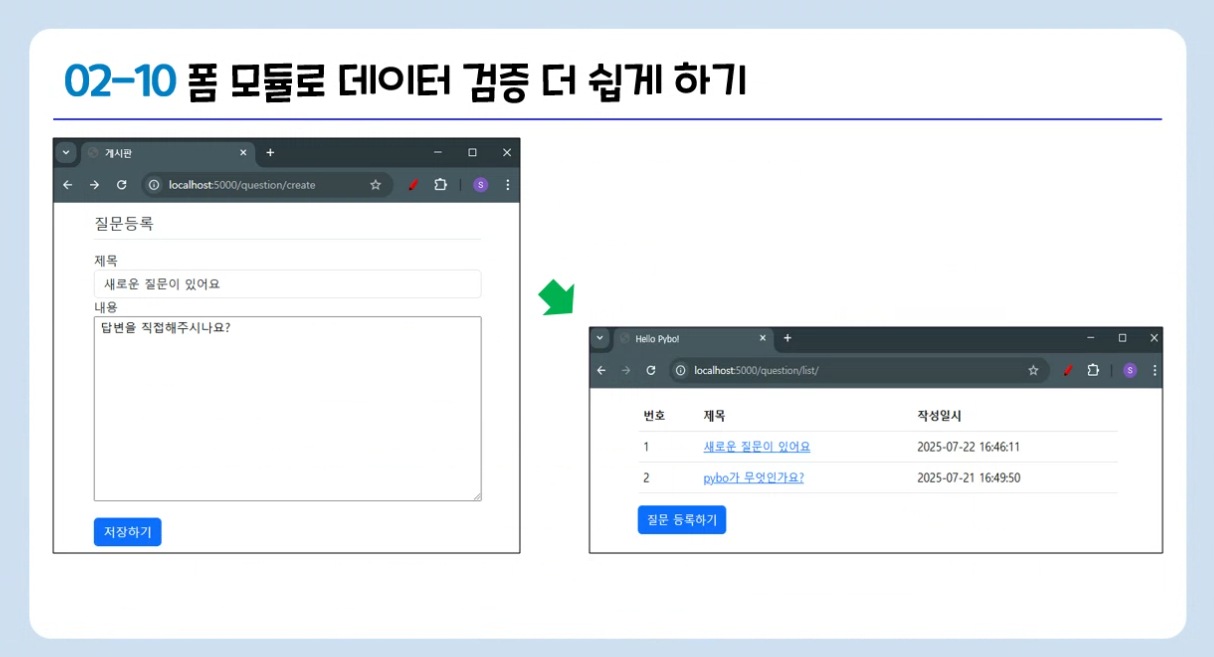 02-10 폼 모듈로 데이터 검증 더 쉽게 하기
게시판
localhost:5000/question/create
S
질문등록
제목
새로운 질문이 있어요
내용
답변을 직접해주시나요?
저장하기
Hello Pybo!
localhost:5000/question/list/
S
번호 제목 작성일시
1 새로운 질문이 있어요 2025-07-22 16:46:11
2 pybo가 무엇인가요? 2025-07-21 16:49:50
질문 등록하기